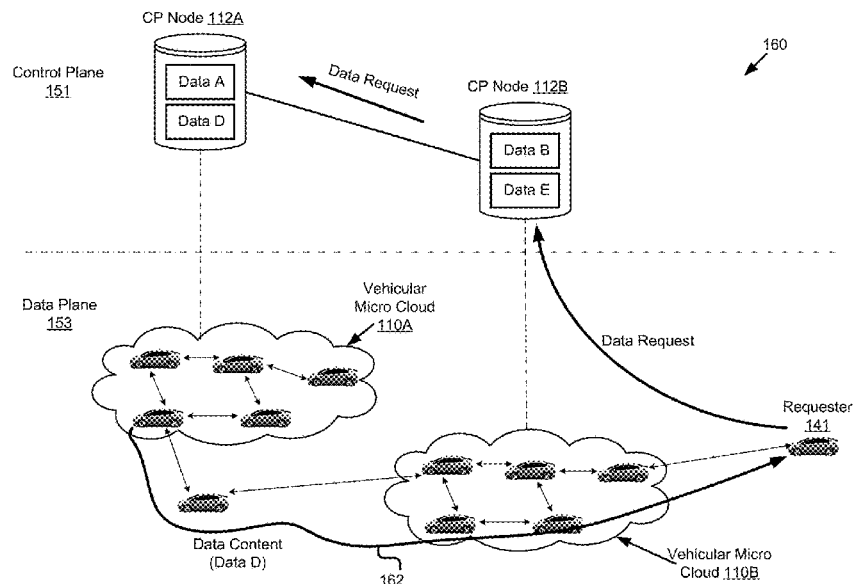 CP Node 112A
160
Control Plane
151
Data A
Data D
Data Request
CP Node 112B
Data B
Data E
Data Plane
153
Vehicular
Micro Cloud
110A
Data Request
Requester
141
Data Content
(Data D)
162
Vehicular Micro
Cloud 110B